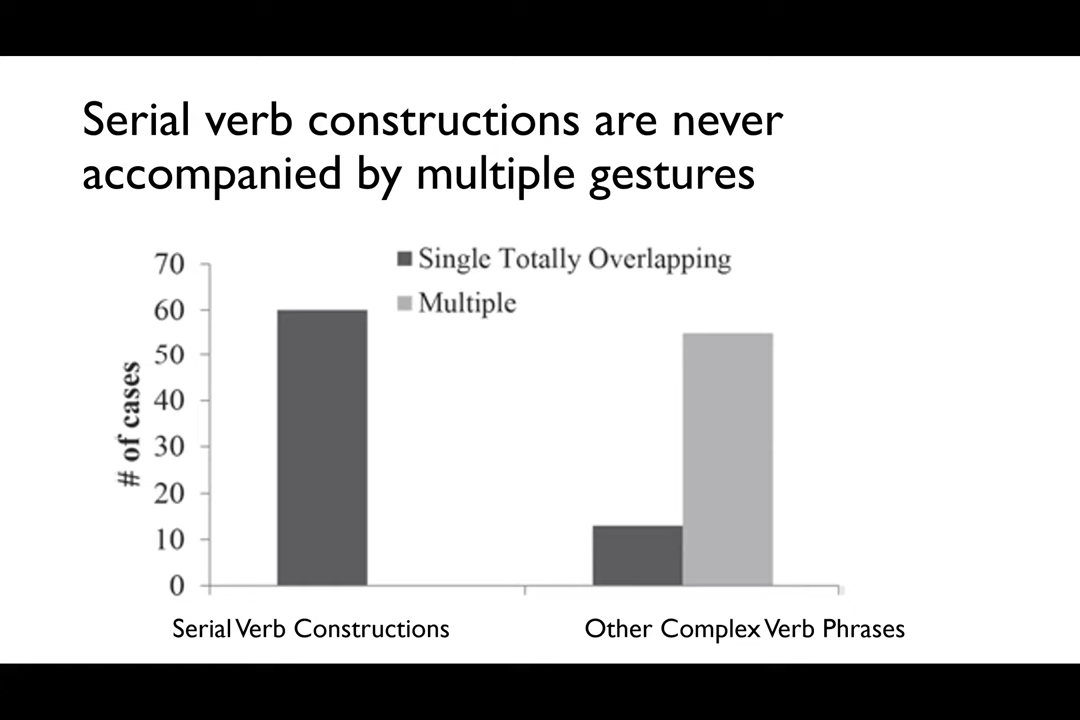 Serial verb constructions are never
accompanied by multiple gestures
Single Totally Overlapping
Multiple
# of cases
70
60
50
40
30
20
10
0
Serial Verb Constructions
Other Complex Verb Phrases